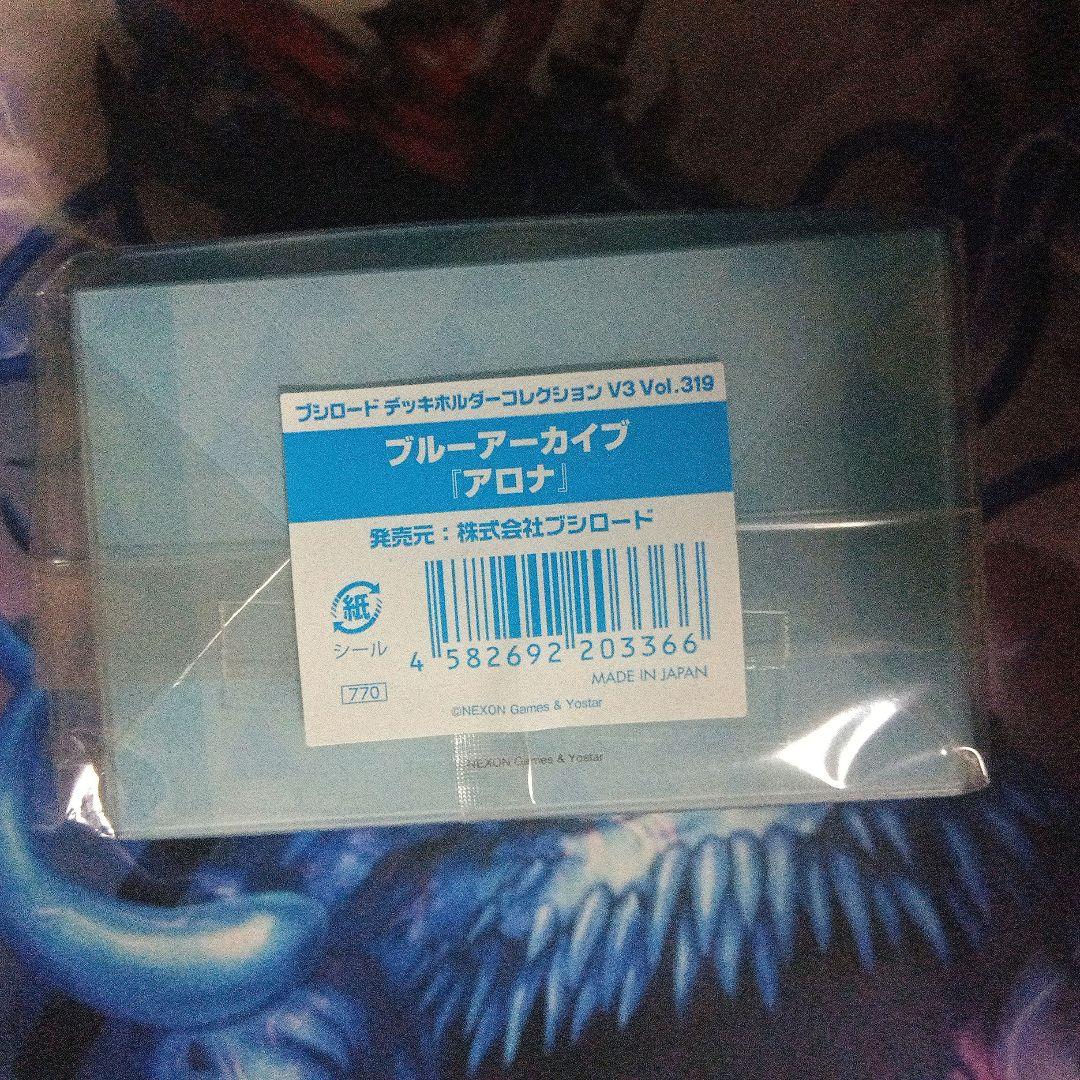 ブシロード デッキホルダーコレクション V3 Vol.319
ブルーアーカイブ
『アロナ』
発売元：株式会社ブシロード
紙
シール
4 582692 203366
MADE IN JAPAN
770
©NEXON Games & Yostar
©NEXON Games & Yostar